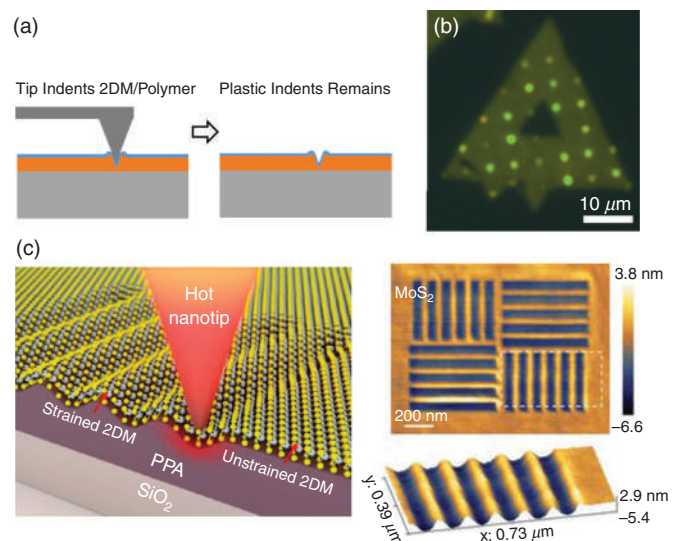 (a)
Tip Indents 2DM/Polymer
Plastic Indents Remains
(b)
10 μm
(c)
Hot
nanotip
Strained 2DM
Unstrained 2DM
PPA
SiO₂
3.8 nm
MoS₂
200 nm
–6.6
2.9 nm
–5.4
y: 0.39 μm
x: 0.73 μm